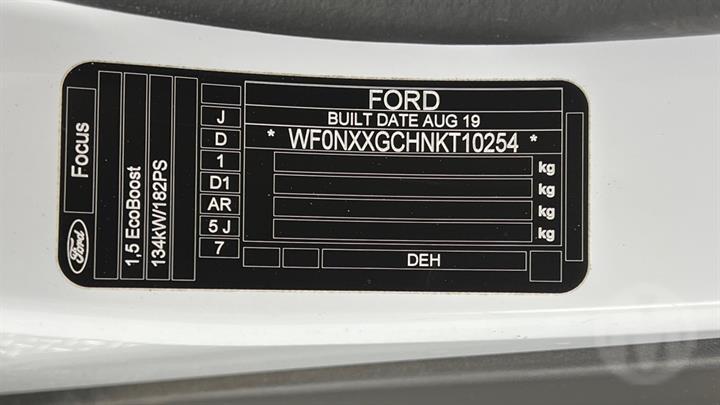 FORD
BUILT DATE AUG 19
* WF0NXXGCHNKT10254 *
kg
kg
kg
kg
DEH
J
D
1
D1
AR
5 J
7
Focus
1,5 EcoBoost
134kW/182PS
Ford